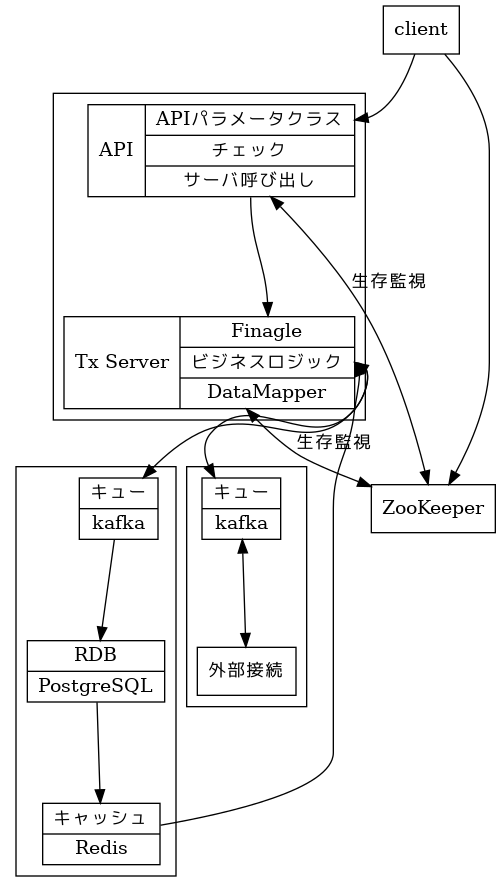 client
API
APIパラメータクラス
チェック
サーバ呼び出し
生存監視
Tx Server
Finagle
ビジネスロジック
DataMapper
生存監視
キュー
kafka
キュー
kafka
ZooKeeper
RDB
PostgreSQL
外部接続
キャッシュ
Redis